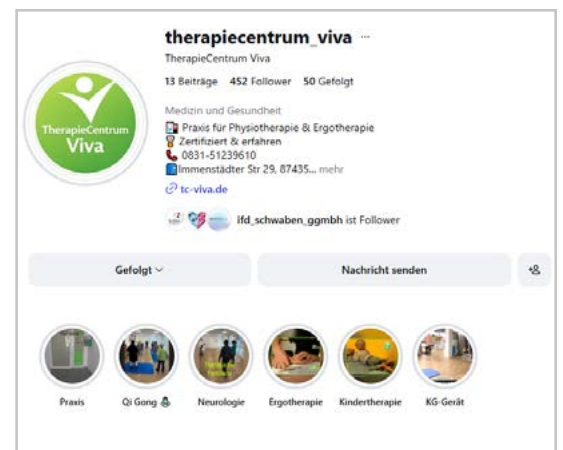 therapiecentrum_viva ...
TherapieCentrum Viva
13 Beiträge 452 Follower 50 Gefolgt
TherapieCentrum
Viva
Medizin und Gesundheit
Praxis für Physiotherapie & Ergotherapie
Zertifiziert & erfahren
0831-51239610
Immenstädter Str 29, 87435... mehr
tc-viva.de
ifd_schwaben_ggmbh ist Follower
Gefolgt
Nachricht senden
Praxis
Qi Gong
Neurologie
Ergotherapie
Kindertherapie
KG-Gerät